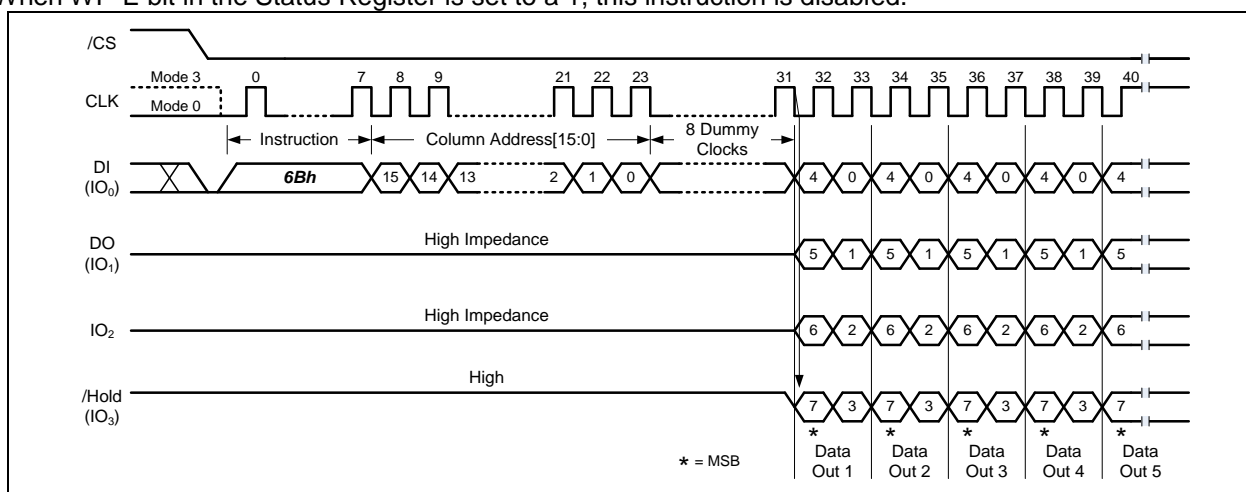 When WP-E bit in the Status Register is set to a 1, this instruction is disabled.
/CS
Mode 3 0 7 8 9 21 22 23 31 32 33 34 35 36 37 38 39 40
CLK
Mode 0
Instruction Column Address[15:0] 8 Dummy
Clocks
DI
(IO₀)
6Bh 15 14 13 2 1 0 4 0 4 0 4 0 4 0 4
DO
(IO₁)
High Impedance 5 1 5 1 5 1 5 1 5
High Impedance
IO₂ 6 2 6 2 6 2 6 2 6
High
/Hold
(IO₃)
7 3 7 3 7 3 7 3 7
* * * * *
* = MSB
Data Data Data Data Data
Out 1 Out 2 Out 3 Out 4 Out 5